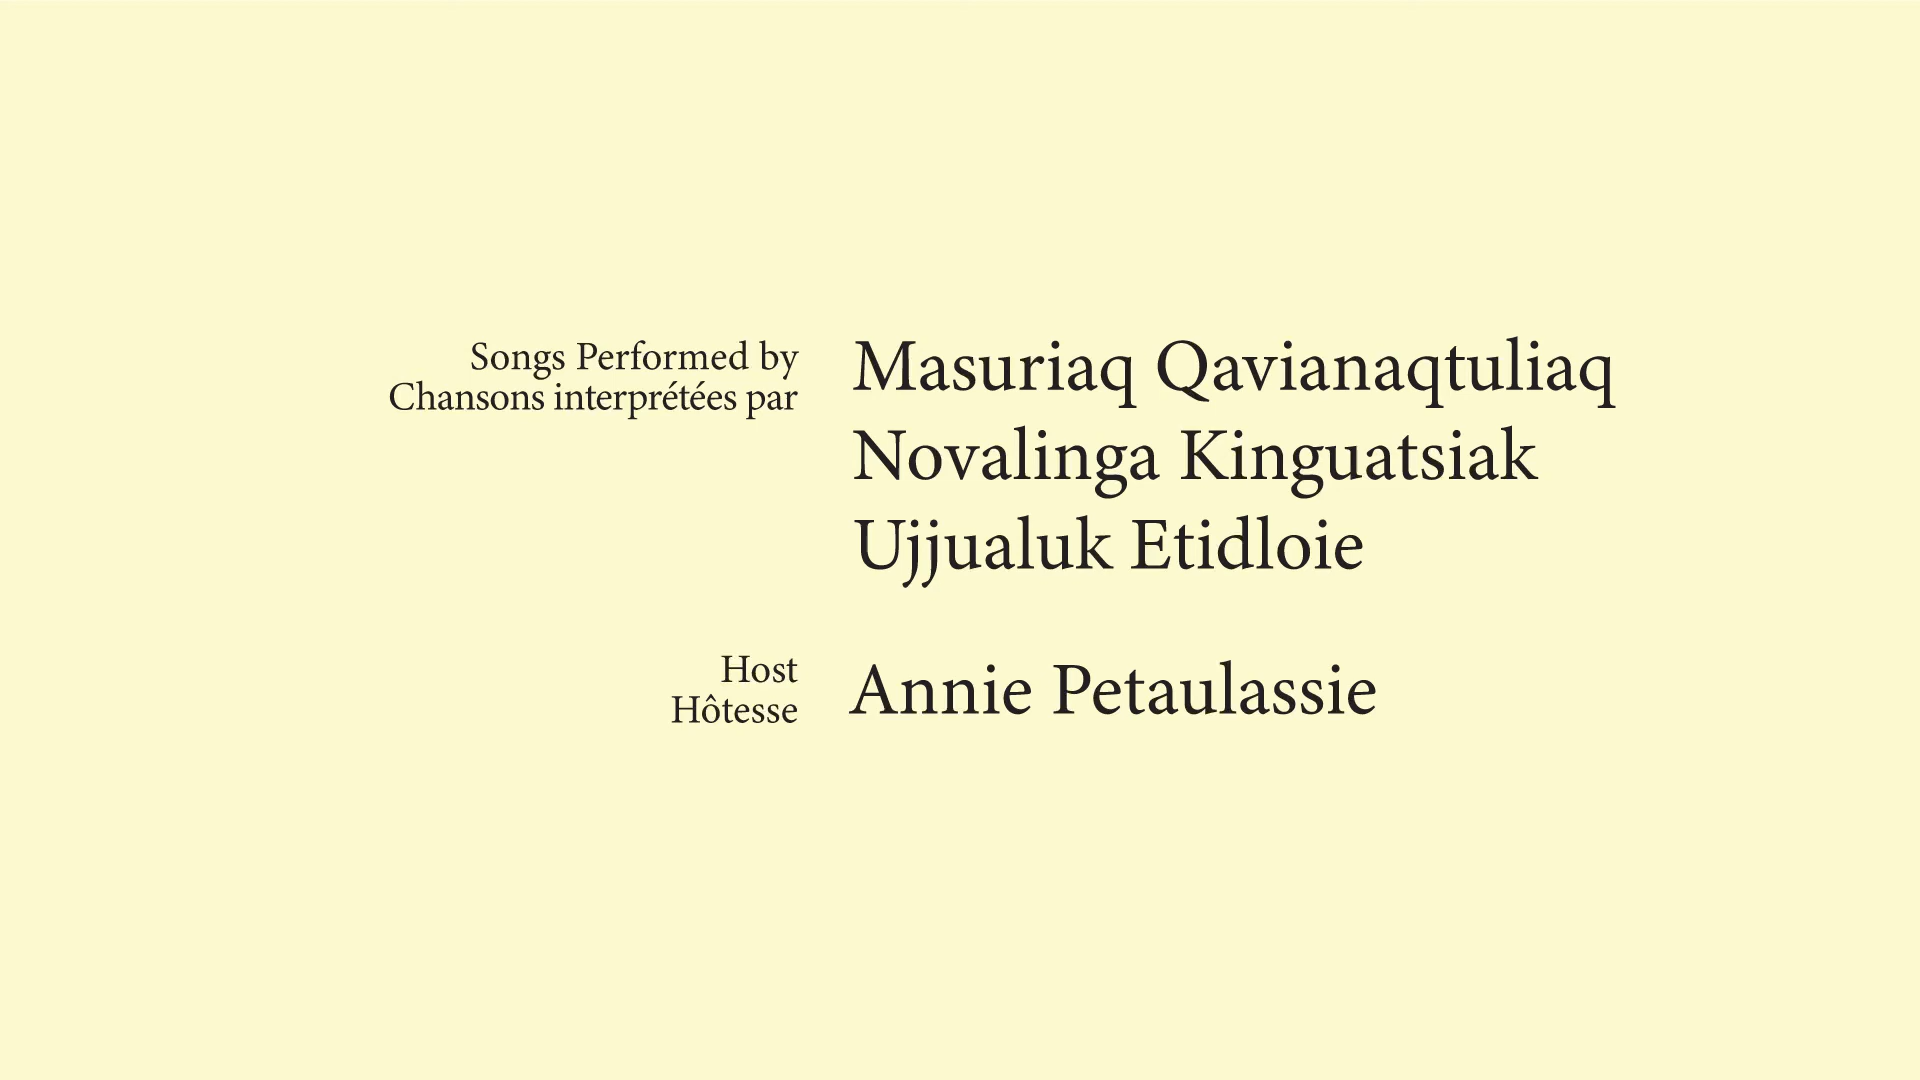 Songs Performed by
Chansons interprétées par
Masuriaq Qavianaqtuliaq
Novalinga Kinguatsiak
Ujjualuk Etidloie
Host
Hôtesse
Annie Petaulassie